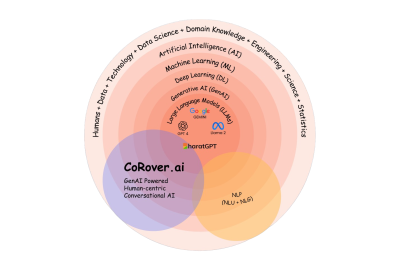 Humans + Data + Technology + Data Science + Domain Knowledge + Engineering + Science + Statistics
Artificial Intelligence (AI)
Machine Learning (ML)
Deep Learning (DL)
Generative AI (GenAI)
Large Language Models (LLMs)
Google
GEMMA
GPT 4
Llama 2
BharatGPT
CoRover.ai
GenAI Powered
Human-centric
Conversational AI
NLP
(NLU + NLG)